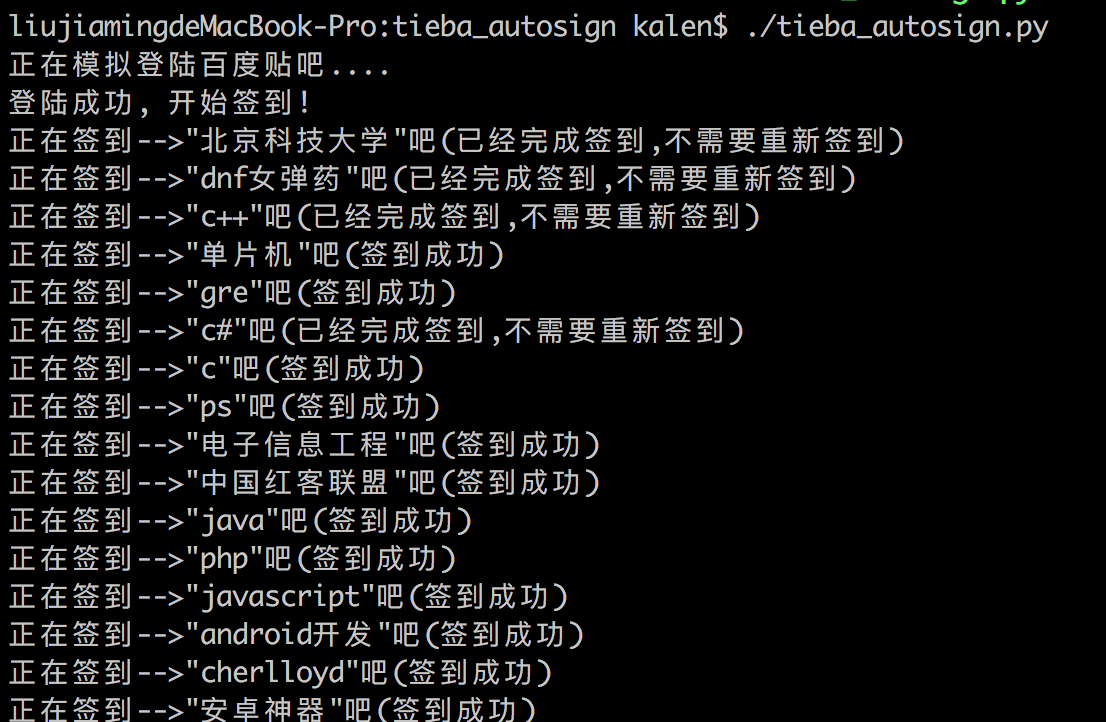 liujiamingdeMacBook-Pro:tieba_autosign kalen$ ./tieba_autosign.py
正在模拟登陆百度贴吧....
登陆成功, 开始签到!
正在签到-->"北京科技大学"吧(已经完成签到,不需要重新签到)
正在签到-->"dnf女弹药"吧(已经完成签到,不需要重新签到)
正在签到-->"c++"吧(已经完成签到,不需要重新签到)
正在签到-->"单片机"吧(签到成功)
正在签到-->"gre"吧(签到成功)
正在签到-->"c#"吧(已经完成签到,不需要重新签到)
正在签到-->"c"吧(签到成功)
正在签到-->"ps"吧(签到成功)
正在签到-->"电子信息工程"吧(签到成功)
正在签到-->"中国红客联盟"吧(签到成功)
正在签到-->"java"吧(签到成功)
正在签到-->"php"吧(签到成功)
正在签到-->"javascript"吧(签到成功)
正在签到-->"android开发"吧(签到成功)
正在签到-->"cherlloyd"吧(签到成功)
正在签到-->"安卓神器"吧(签到成功)